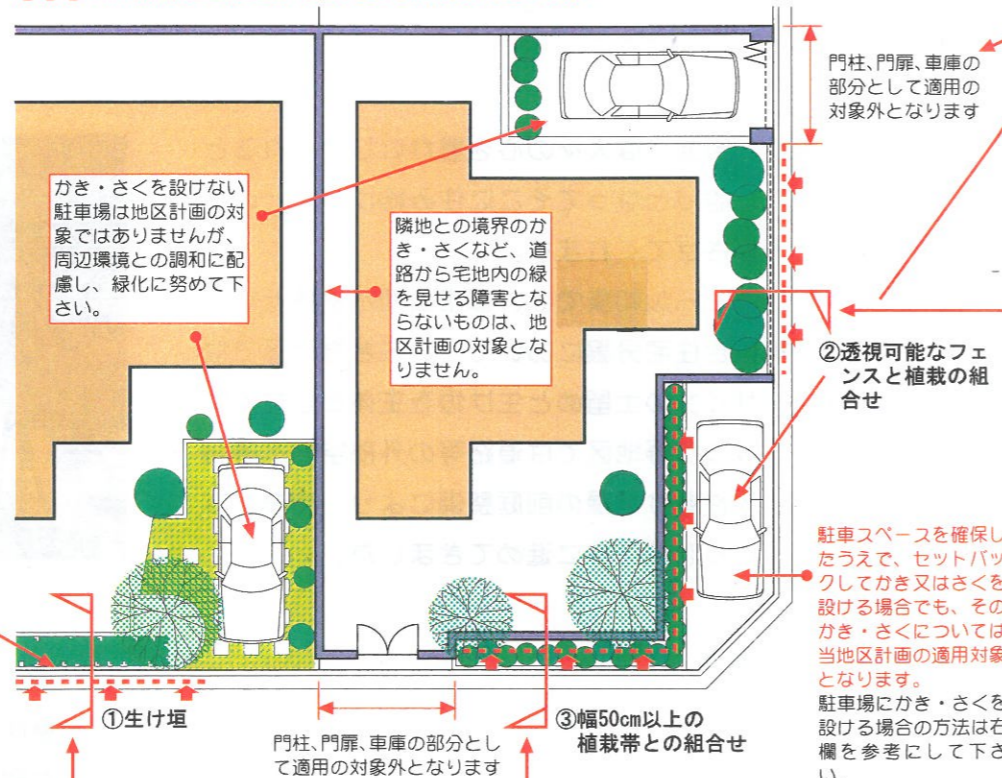 門柱、門扉、車庫の
部分として適用の
対象外となります
かき・さくを設けない
駐車場は地区計画の対
象ではありませんが、
周辺環境との調和に配
慮し、緑化に努めて下
さい。
隣地との境界のか
き・さくなど、道
路から宅地内の緑
を見せる障害とな
らないものは、地
区計画の対象とな
りません。
②透視可能なフェ
ンスと植栽の組
合せ
駐車スペースを確保し
たうえで、セットバッ
クしてかき又はさくを
設ける場合でも、その
かき・さくについては
当地区計画の適用対象
となります。
駐車場にかき・さくを
設ける場合の方法は右
欄を参考にして下さ
い
①生け垣
③幅50cm以上の
植栽帯との組合せ
門柱、門扉、車庫の部分とし
て適用の対象外となります